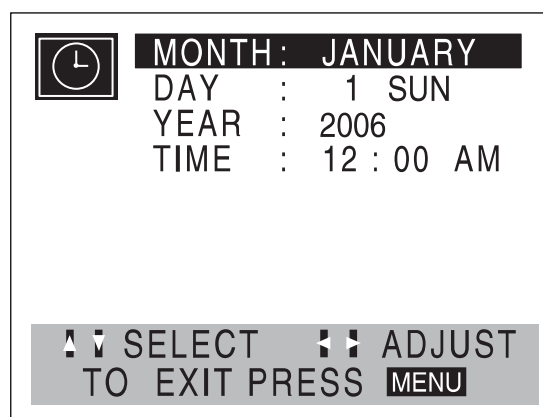 MONTH: JANUARY
DAY : 1 SUN
YEAR : 2006
TIME : 12 : 00 AM
SELECT ADJUST
TO EXIT PRESS MENU